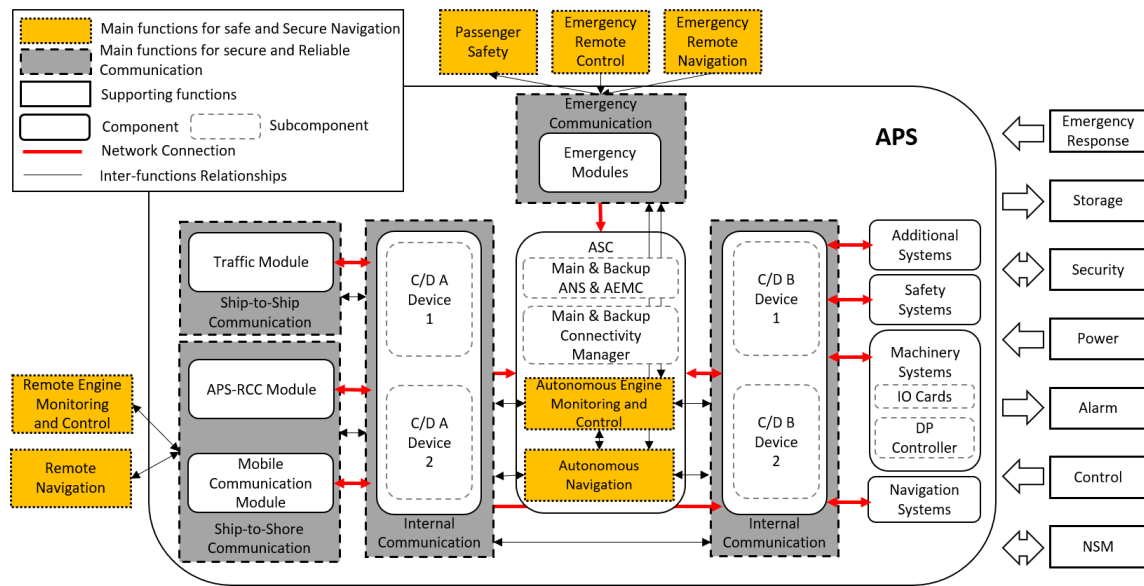 Main functions for safe and Secure Navigation
Main functions for secure and Reliable
Communication
Supporting functions
Component
Subcomponent
Network Connection
Inter-functions Relationships
Passenger
Safety
Emergency
Remote
Control
Emergency
Remote
Navigation
Emergency
Communication
Emergency
Modules
APS
Traffic Module
Ship-to-Ship
Communication
APS-RCC Module
Mobile
Communication
Module
Ship-to-Shore
Communication
Remote Engine
Monitoring
and Control
Remote
Navigation
C/D A
Device
1
C/D A
Device
2
Internal
Communication
ASC
Main & Backup
ANS & AEMC
Main & Backup
Connectivity
Manager
Autonomous Engine
Monitoring and
Control
Autonomous
Navigation
C/D B
Device
1
C/D B
Device
2
Internal
Communication
Additional
Systems
Safety
Systems
Machinery
Systems
IO Cards
DP
Controller
Navigation
Systems
Emergency
Response
Storage
Security
Power
Alarm
Control
NSM